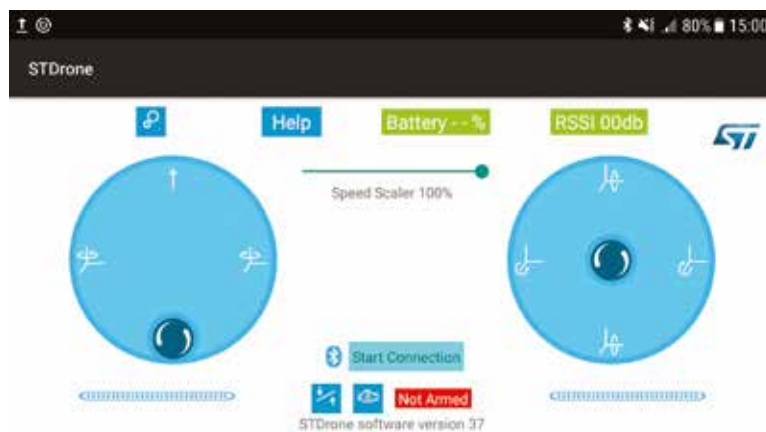 80% 15:00
STDrone
Help
Battery - - %
RSSI 00db
ST
Speed Scaler 100%
Start Connection
Not Armed
STDrone software version 37